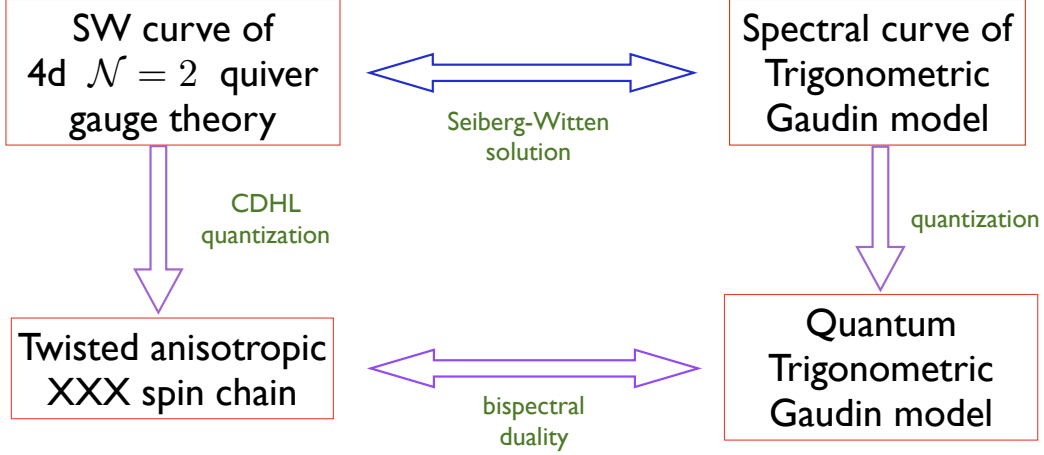 SW curve of
4d 𝒩 = 2 quiver
gauge theory
Seiberg-Witten
solution
Spectral curve of
Trigonometric
Gaudin model
CDHL
quantization
quantization
Twisted anisotropic
XXX spin chain
bispectral
duality
Quantum
Trigonometric
Gaudin model